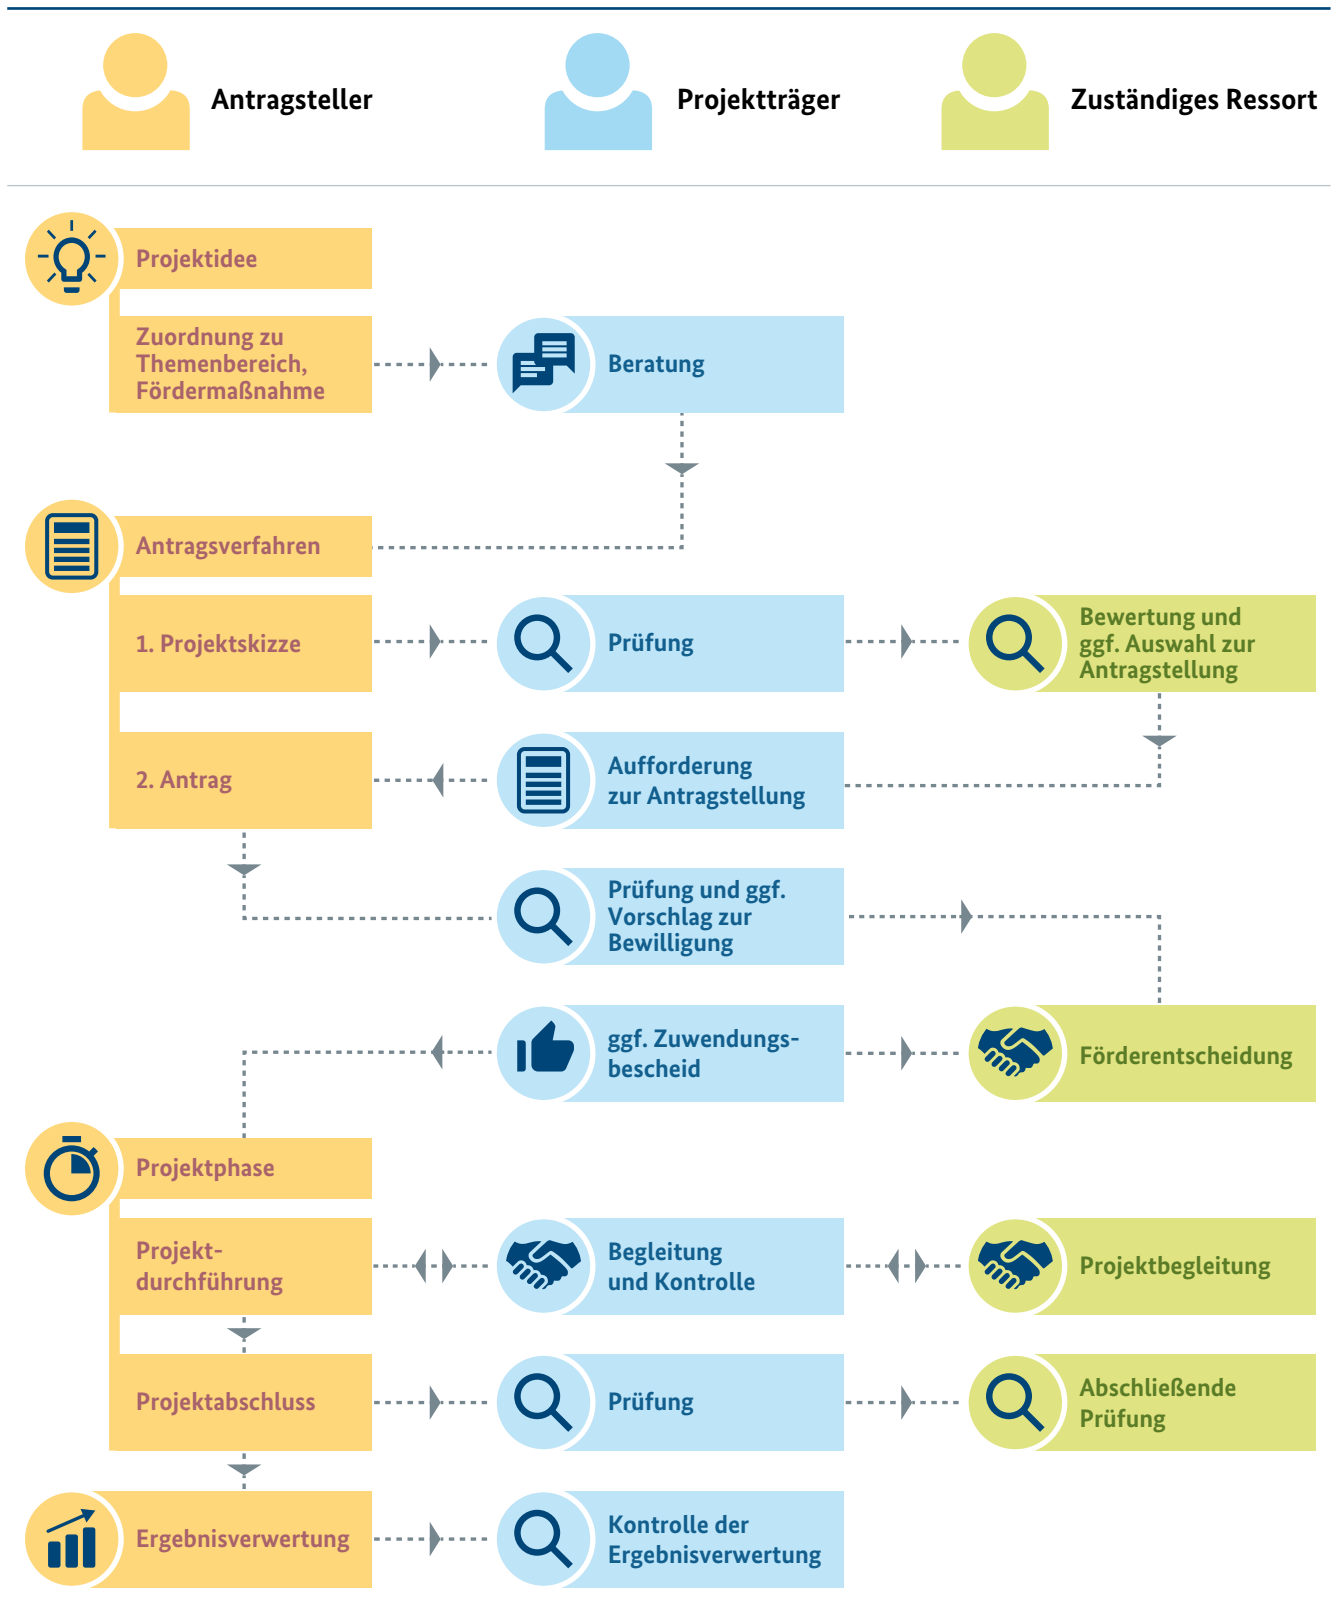 Antragsteller
Projektträger
Zuständiges Ressort
Projektidee
Zuordnung zu
Themenbereich,
Fördermaßnahme
Beratung
Antragsverfahren
1. Projektskizze
Prüfung
Bewertung und
ggf. Auswahl zur
Antragstellung
2. Antrag
Aufforderung
zur Antragstellung
Prüfung und ggf.
Vorschlag zur
Bewilligung
ggf. Zuwendungs-
bescheid
Förderentscheidung
Projektphase
Projekt-
durchführung
Begleitung
und Kontrolle
Projektbegleitung
Projektabschluss
Prüfung
Abschließende
Prüfung
Ergebnisverwertung
Kontrolle der
Ergebnisverwertung